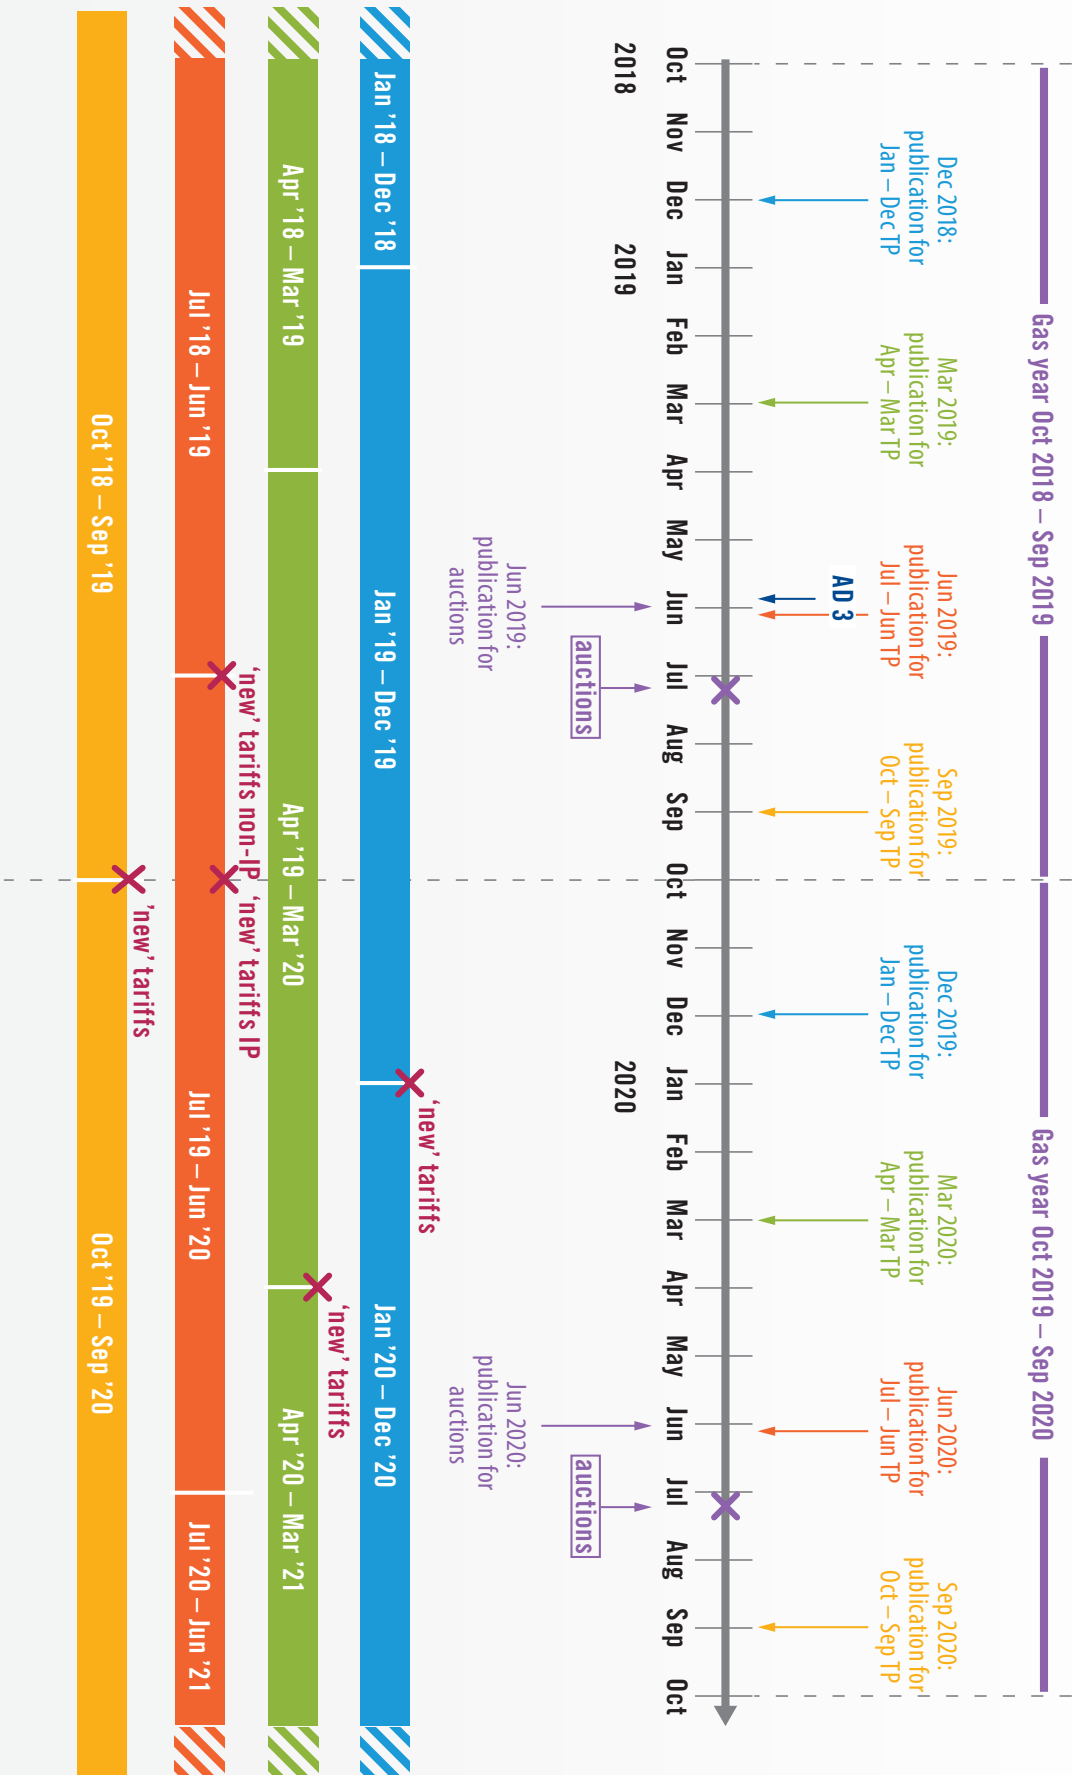 Gas year Oct 2018 – Sep 2019
Gas year Oct 2019 – Sep 2020
Dec 2018:
publication for
Jan – Dec TP
Mar 2019:
publication for
Apr – Mar TP
Jun 2019:
publication for
Jul – Jun TP
Sep 2019:
publication for
Oct – Sep TP
Dec 2019:
publication for
Jan – Dec TP
Mar 2020:
publication for
Apr – Mar TP
Jun 2020:
publication for
Jul – Jun TP
Sep 2020:
publication for
Oct – Sep TP
AD 3
Oct Nov Dec Jan Feb Mar Apr May Jun Jul Aug Sep Oct Nov Dec Jan Feb Mar Apr May Jun Jul Aug Sep Oct
2018 2019 2020
auctions
auctions
Jun 2019:
publication for
auctions
Jun 2020:
publication for
auctions
‘new’ tariffs
Jan ’18 – Dec ’18
Jan ’19 – Dec ’19
Jan ’20 – Dec ’20
‘new’ tariffs
Apr ’18 – Mar ’19
Apr ’19 – Mar ’20
Apr ’20 – Mar ’21
‘new’ tariffs non-IP
‘new’ tariffs IP
Jul ’18 – Jun ’19
Jul ’19 – Jun ’20
Jul ’20 – Jun ’21
’new’ tariffs
Oct ’18 – Sep ’19
Oct ’19 – Sep ’20